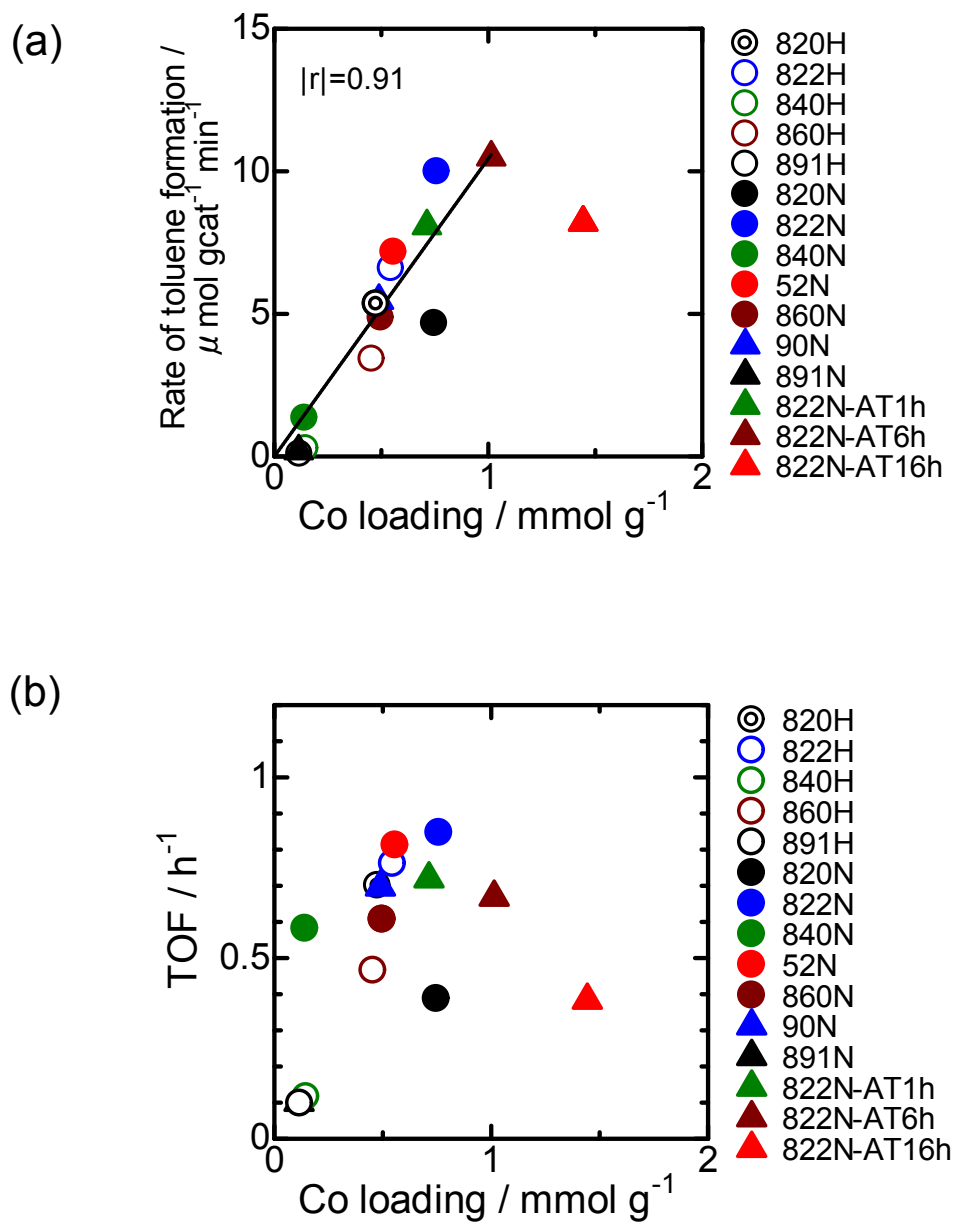 (a)
15
10
5
0
Rate of toluene formation /
μ mol gcat⁻¹ min⁻¹
|r|=0.91
0 1 2
Co loading / mmol g⁻¹
820H
822H
840H
860H
891H
820N
822N
840N
52N
860N
90N
891N
822N-AT1h
822N-AT6h
822N-AT16h
(b)
1
0.5
0
TOF / h⁻¹
0 1 2
Co loading / mmol g⁻¹
820H
822H
840H
860H
891H
820N
822N
840N
52N
860N
90N
891N
822N-AT1h
822N-AT6h
822N-AT16h